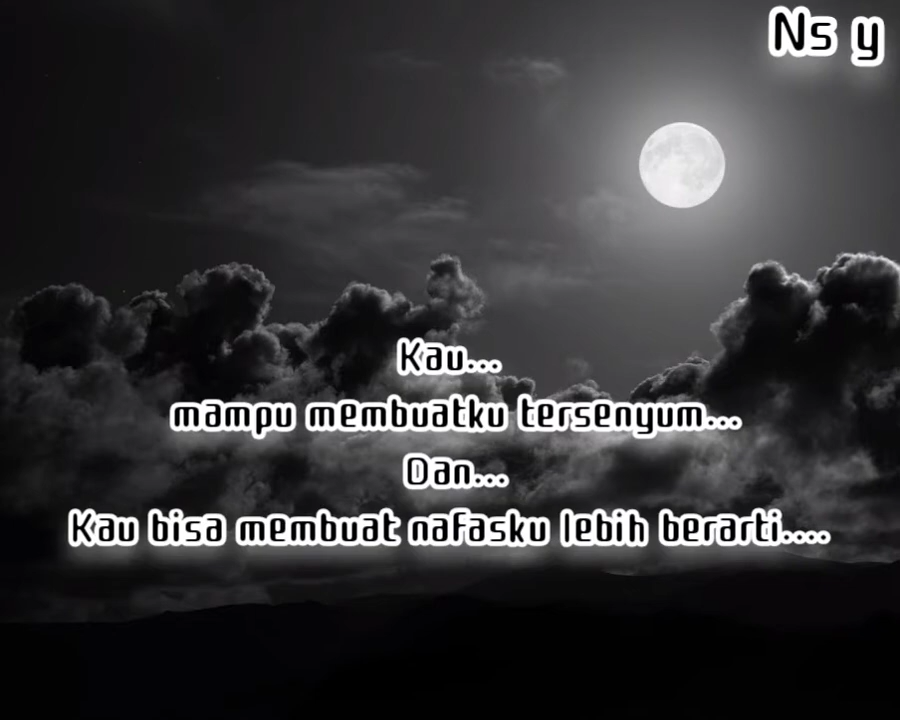 Ns y
Kau...
mampu membuatku tersenyum...
Dan...
Kau bisa membuat nafasku lebih berarti....